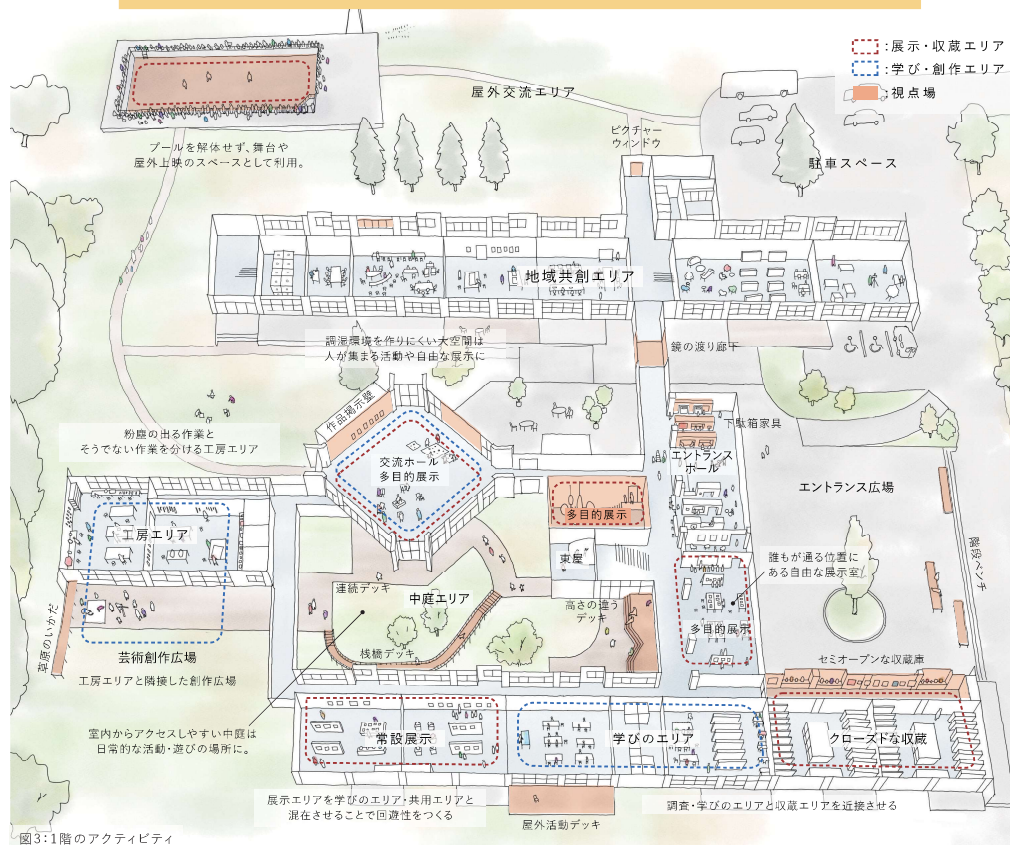 :展示・収蔵エリア
:学び・創作エリア
:視点場
屋外交流エリア
ピクチャー
ウィンドウ
駐車スペース
プールを解体せず、舞台や
屋外上映のスペースとして利用。
地域共創エリア
調湿環境を作りにくい大空間は
人が集まる活動や自由な展示に
鏡の渡り廊下
作品掲示壁
下駄箱家具
粉塵の出る作業と
そうでない作業を分ける工房エリア
エントランス
ホール
交流ホール
多目的展示
エントランス広場
多目的展示
工房エリア
階段ベンチ
東屋
誰もが通る位置に
ある自由な展示室
連続デッキ
中庭エリア
高さの違う
デッキ
多目的展示
草原のいかだ
桟橋デッキ
芸術創作広場
セミオープンな収蔵庫
工房エリアと隣接した創作広場
室内からアクセスしやすい中庭は
日常的な活動・遊びの場所に。
常設展示
学びのエリア
クローズドな収蔵
展示エリアを学びのエリア・共用エリアと
混在させることで回遊性をつくる
調査・学びのエリアと収蔵エリアを近接させる
屋外活動デッキ
図3:1階のアクティビティ